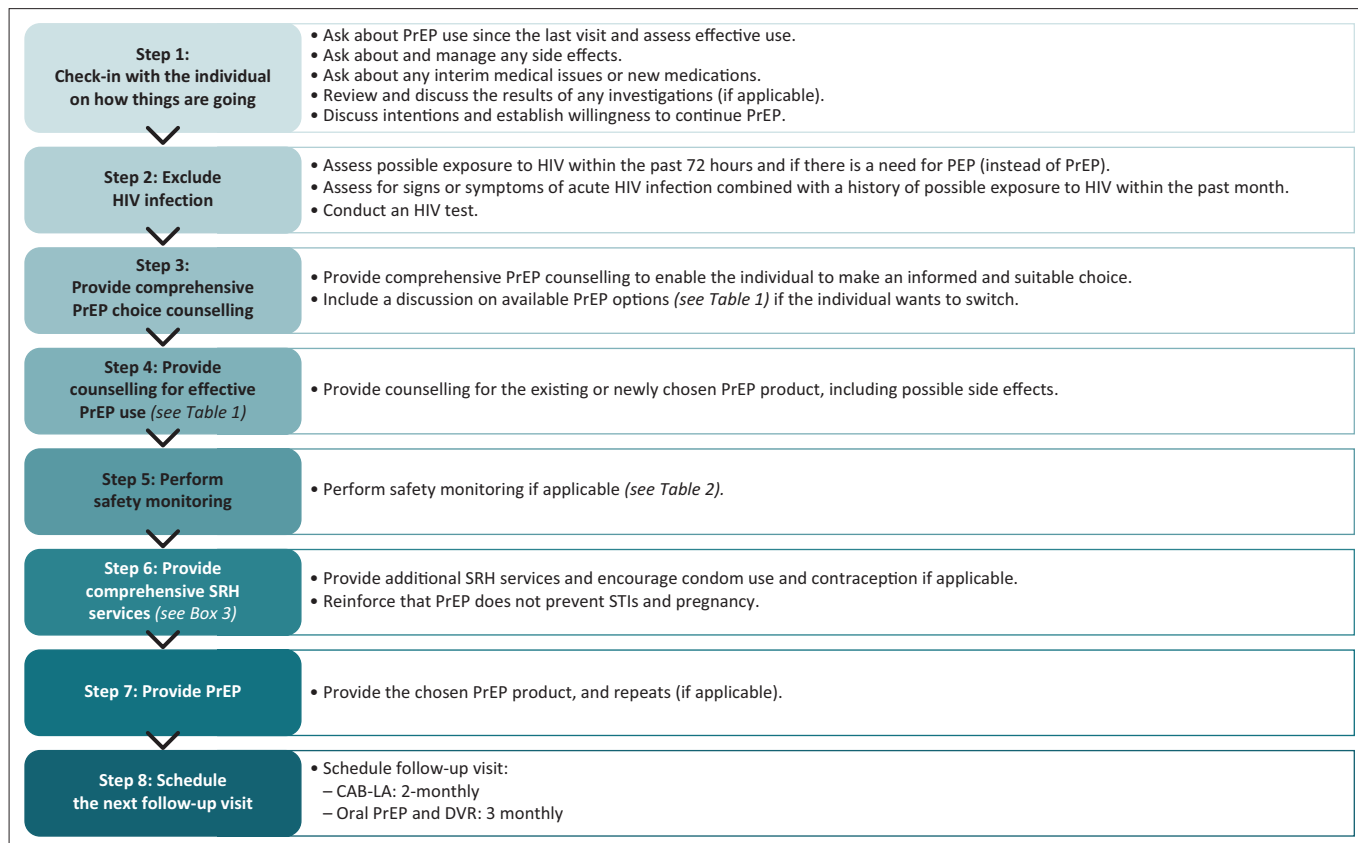 Step 1:
Check-in with the individual
on how things are going
• Ask about PrEP use since the last visit and assess effective use.
• Ask about and manage any side effects.
• Ask about any interim medical issues or new medications.
• Review and discuss the results of any investigations (if applicable).
• Discuss intentions and establish willingness to continue PrEP.
Step 2: Exclude
HIV infection
• Assess possible exposure to HIV within the past 72 hours and if there is a need for PEP (instead of PrEP).
• Assess for signs or symptoms of acute HIV infection combined with a history of possible exposure to HIV within the past month.
• Conduct an HIV test.
Step 3:
Provide comprehensive
PrEP choice counselling
• Provide comprehensive PrEP counselling to enable the individual to make an informed and suitable choice.
• Include a discussion on available PrEP options (see Table 1) if the individual wants to switch.
Step 4: Provide
counselling for effective
PrEP use (see Table 1)
• Provide counselling for the existing or newly chosen PrEP product, including possible side effects.
Step 5: Perform
safety monitoring
• Perform safety monitoring if applicable (see Table 2).
Step 6: Provide
comprehensive SRH
services (see Box 3)
• Provide additional SRH services and encourage condom use and contraception if applicable.
• Reinforce that PrEP does not prevent STIs and pregnancy.
Step 7: Provide PrEP
• Provide the chosen PrEP product, and repeats (if applicable).
Step 8: Schedule
the next follow-up visit
• Schedule follow-up visit:
– CAB-LA: 2-monthly
– Oral PrEP and DVR: 3 monthly